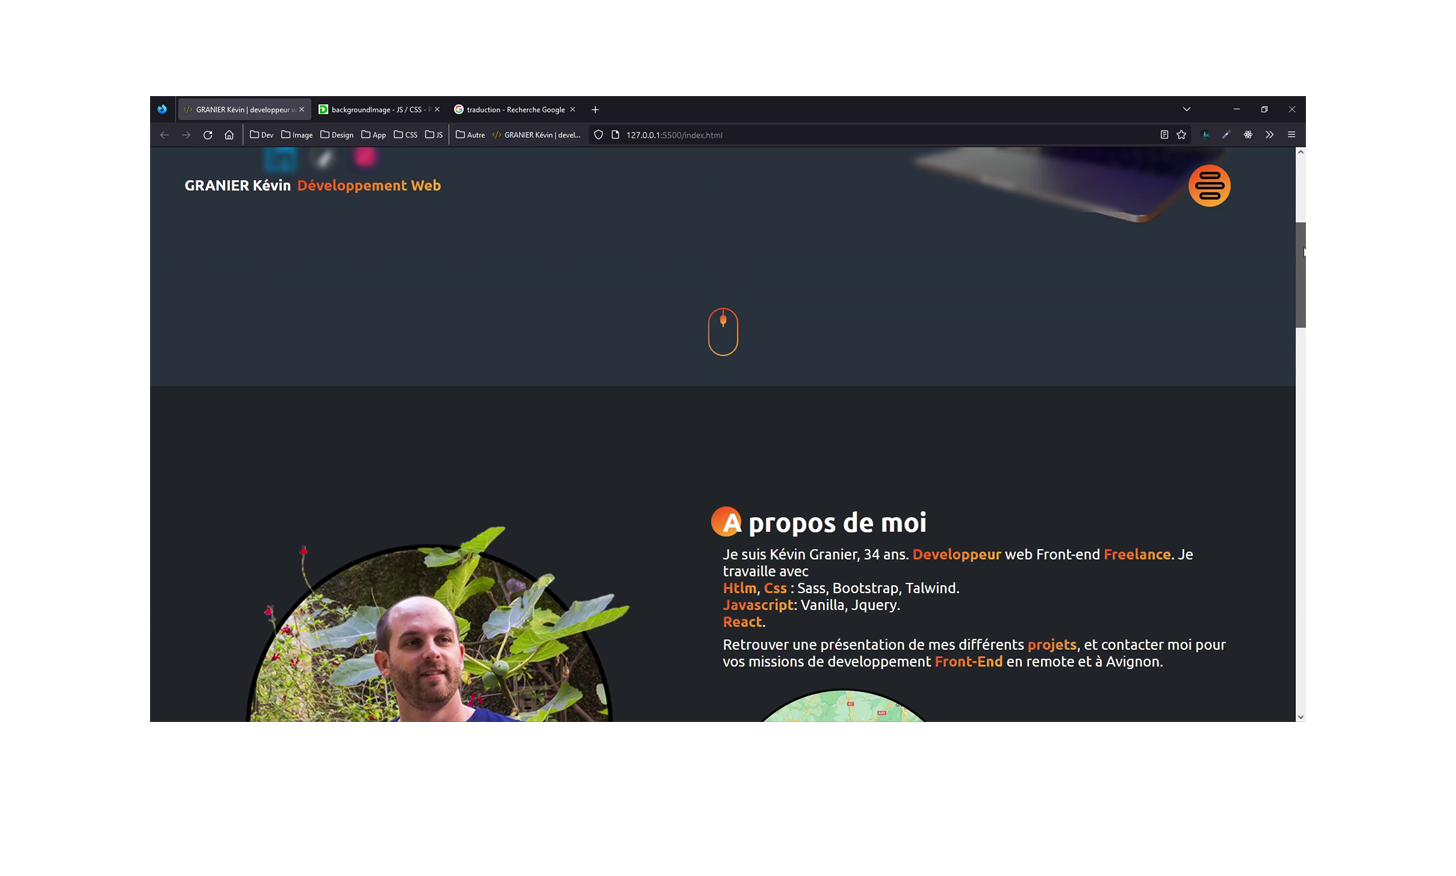 GRANIER Kévin | developpeur w
backgroundImage - JS / CSS - F
traduction - Recherche Google
Dev
Image
Design
App
CSS
JS
Autre
GRANIER Kévin | devel...
127.0.0.1:5500/index.html
GRANIER Kévin Développement Web
A propos de moi
Je suis Kévin Granier, 34 ans. Developpeur web Front-end Freelance. Je
travaille avec
Htlm, Css : Sass, Bootstrap, Talwind.
Javascript: Vanilla, Jquery.
React.
Retrouver une présentation de mes différents projets, et contacter moi pour
vos missions de developpement Front-End en remote et à Avignon.